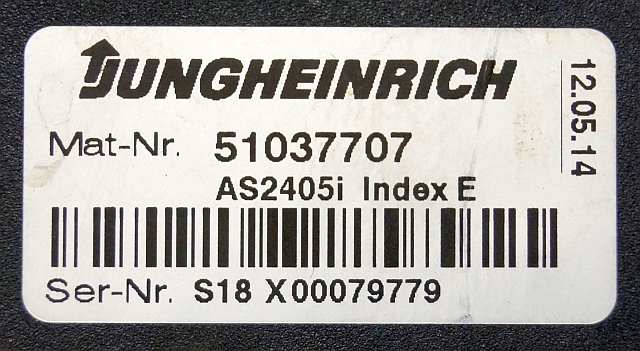 JUNGHEINRICH
Mat-Nr. 51037707
AS2405i Index E
Ser-Nr. S18 X00079779
12.05.14